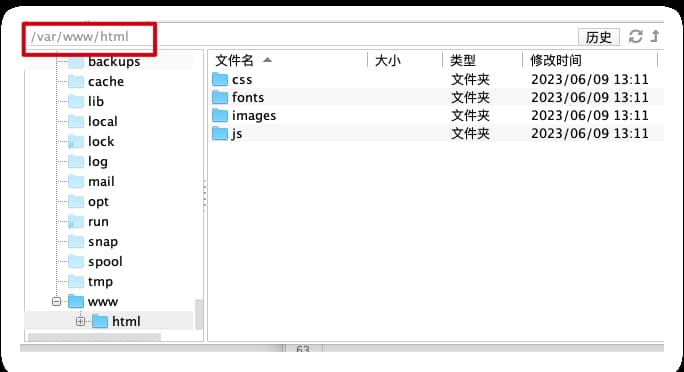 /var/www/html
历史
backups
cache
lib
local
lock
log
mail
opt
run
snap
spool
tmp
www
html
文件名 大小 类型 修改时间
css 文件夹 2023/06/09 13:11
fonts 文件夹 2023/06/09 13:11
images 文件夹 2023/06/09 13:11
js 文件夹 2023/06/09 13:11
63